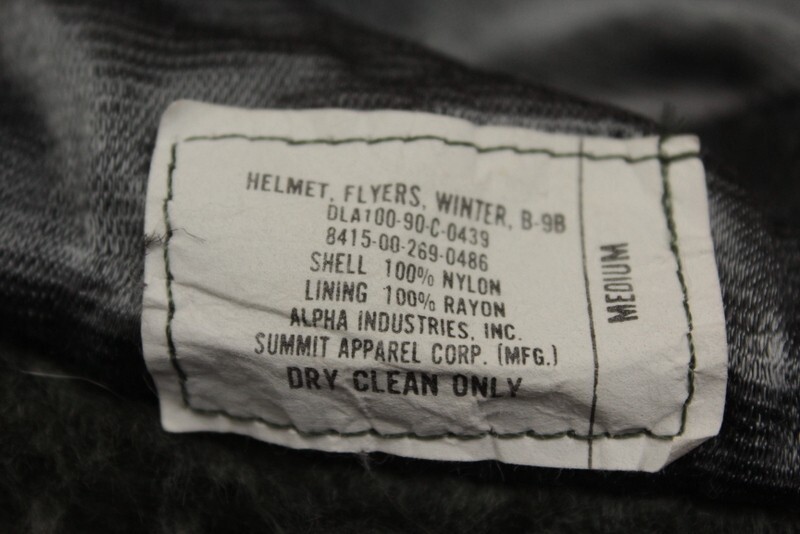 HELMET, FLYERS, WINTER, B-9B
DLA100-90-C-0439
8415-00-269-0486
SHELL 100% NYLON
LINING 100% RAYON
ALPHA INDUSTRIES, INC.
SUMMIT APPAREL CORP. (MFG.)
DRY CLEAN ONLY
MEDIUM